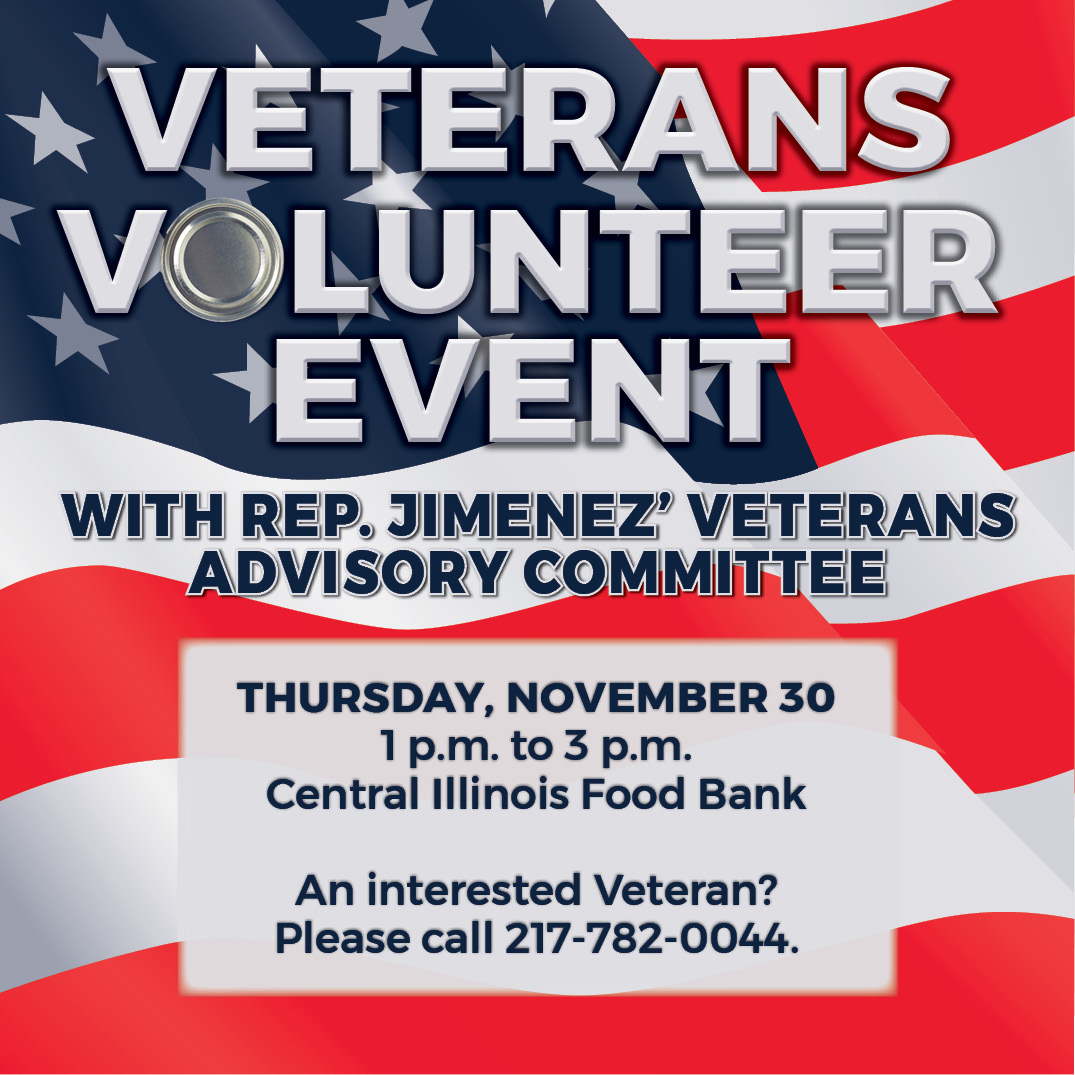 VETERANS
VOLUNTEER
EVENT
WITH REP. JIMENEZ’ VETERANS
ADVISORY COMMITTEE
THURSDAY, NOVEMBER 30
1 p.m. to 3 p.m.
Central Illinois Food Bank
An interested Veteran?
Please call 217-782-0044.